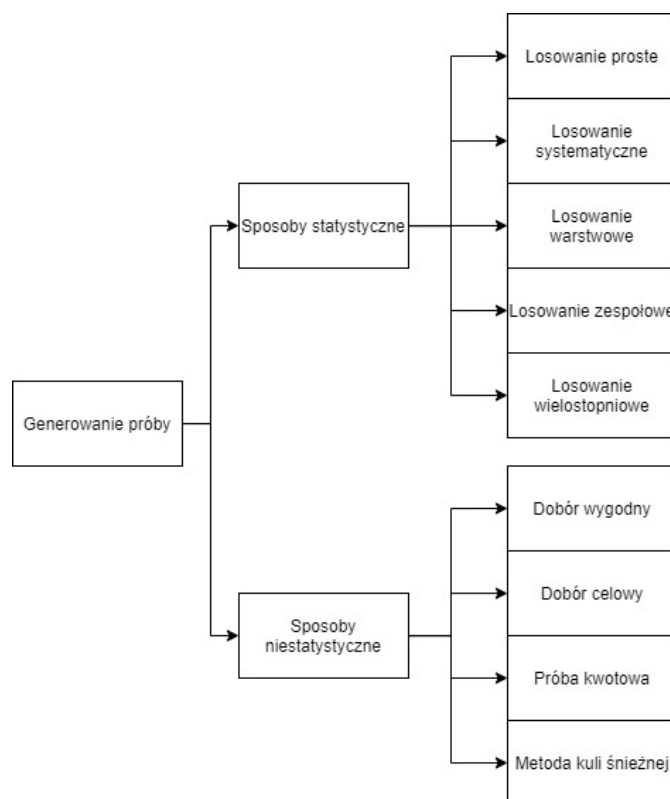 Losowanie proste
Losowanie
systematyczne
Sposoby statystyczne
Losowanie
warstwowe
Losowanie zespołowe
Losowanie
wielostopniowe
Generowanie próby
Dobór wygodny
Dobór celowy
Sposoby
niestatystyczne
Próba kwotowa
Metoda kuli śnieżnej